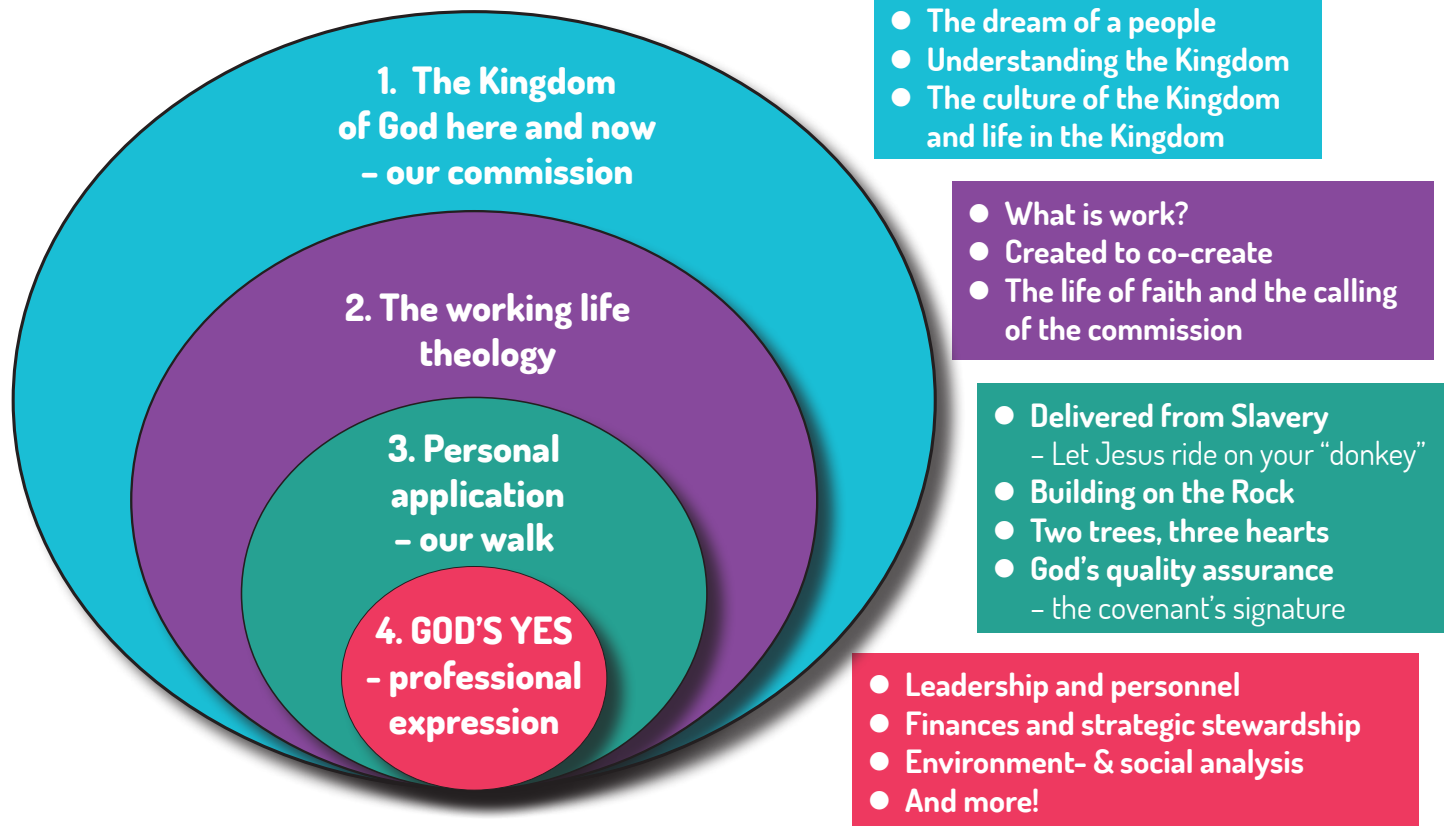 1. The Kingdom
of God here and now
– our commission
2. The working life
theology
3. Personal
application
– our walk
4. GOD'S YES
- professional
expression
● The dream of a people
● Understanding the Kingdom
● The culture of the Kingdom
and life in the Kingdom
● What is work?
● Created to co-create
● The life of faith and the calling
of the commission
● Delivered from Slavery
– Let Jesus ride on your “donkey”
● Building on the Rock
● Two trees, three hearts
● God's quality assurance
– the covenant's signature
● Leadership and personnel
● Finances and strategic stewardship
● Environment- & social analysis
● And more!